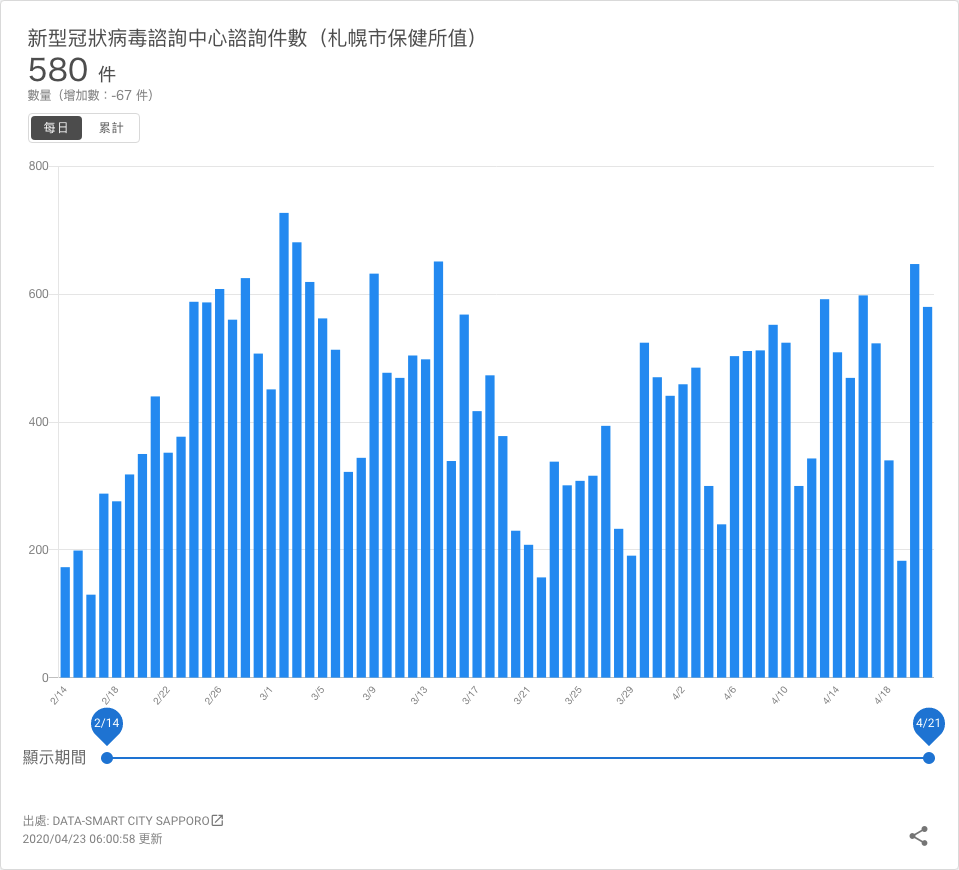 新型冠狀病毒諮詢中心諮詢件數（札幌市保健所值）
580 件
數量（增加數：-67 件）
每日 累計
800
600
400
200
0
2/14 2/18 2/22 2/26 3/1 3/5 3/9 3/13 3/17 3/21 3/25 3/29 4/2 4/6 4/10 4/14 4/18
2/14 4/21
顯示期間
出處: DATA-SMART CITY SAPPORO
2020/04/23 06:00:58 更新